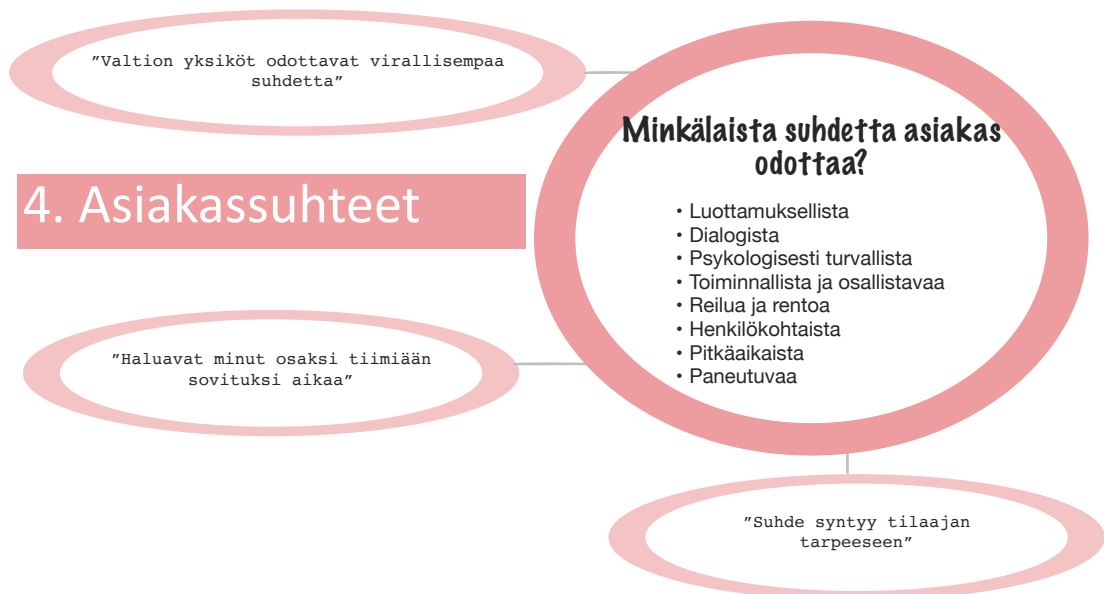 ”Valtion yksiköt odottavat virallisempaa
suhdetta”
4. Asiakassuhteet
Minkälaista suhdetta asiakas
odottaa?
• Luottamuksellista
• Dialogista
• Psykologisesti turvallista
• Toiminnallista ja osallistavaa
• Reilua ja rentoa
• Henkilökohtaista
• Pitkäaikaista
• Paneutuvaa
”Haluavat minut osaksi tiimiään
sovituksi aikaa”
”Suhde syntyy tilaajan
tarpeeseen”